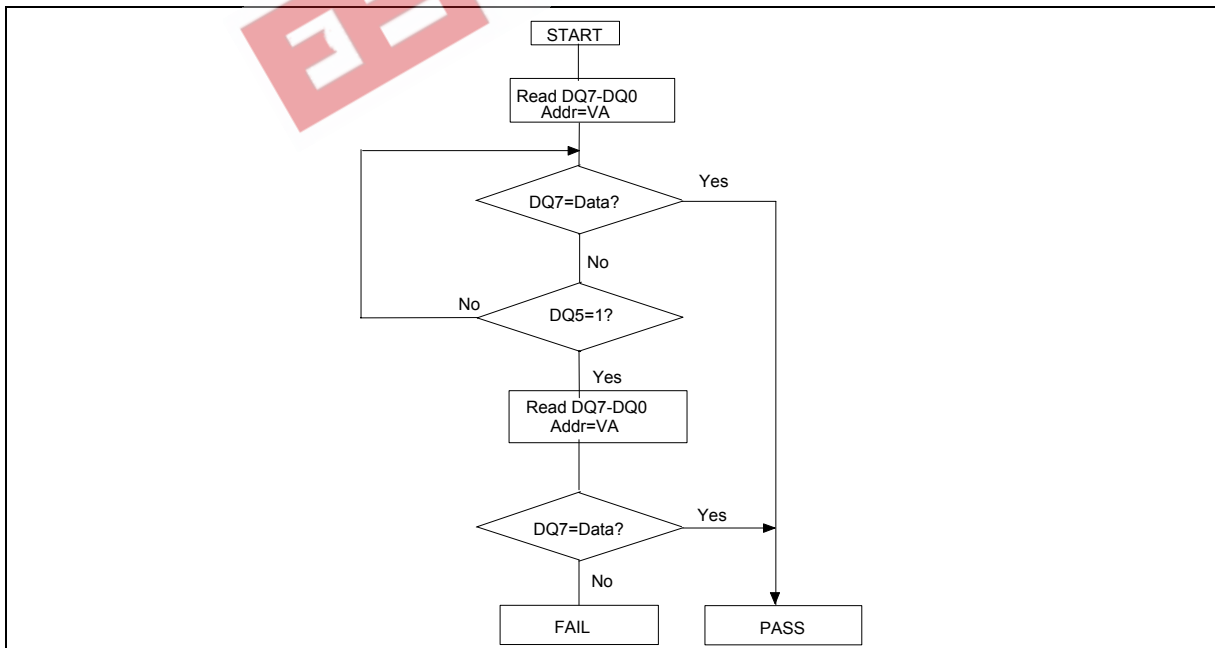 START
Read DQ7-DQ0
Addr=VA
DQ7=Data?
Yes
No
DQ5=1?
No
Yes
Read DQ7-DQ0
Addr=VA
DQ7=Data?
Yes
No
FAIL
PASS